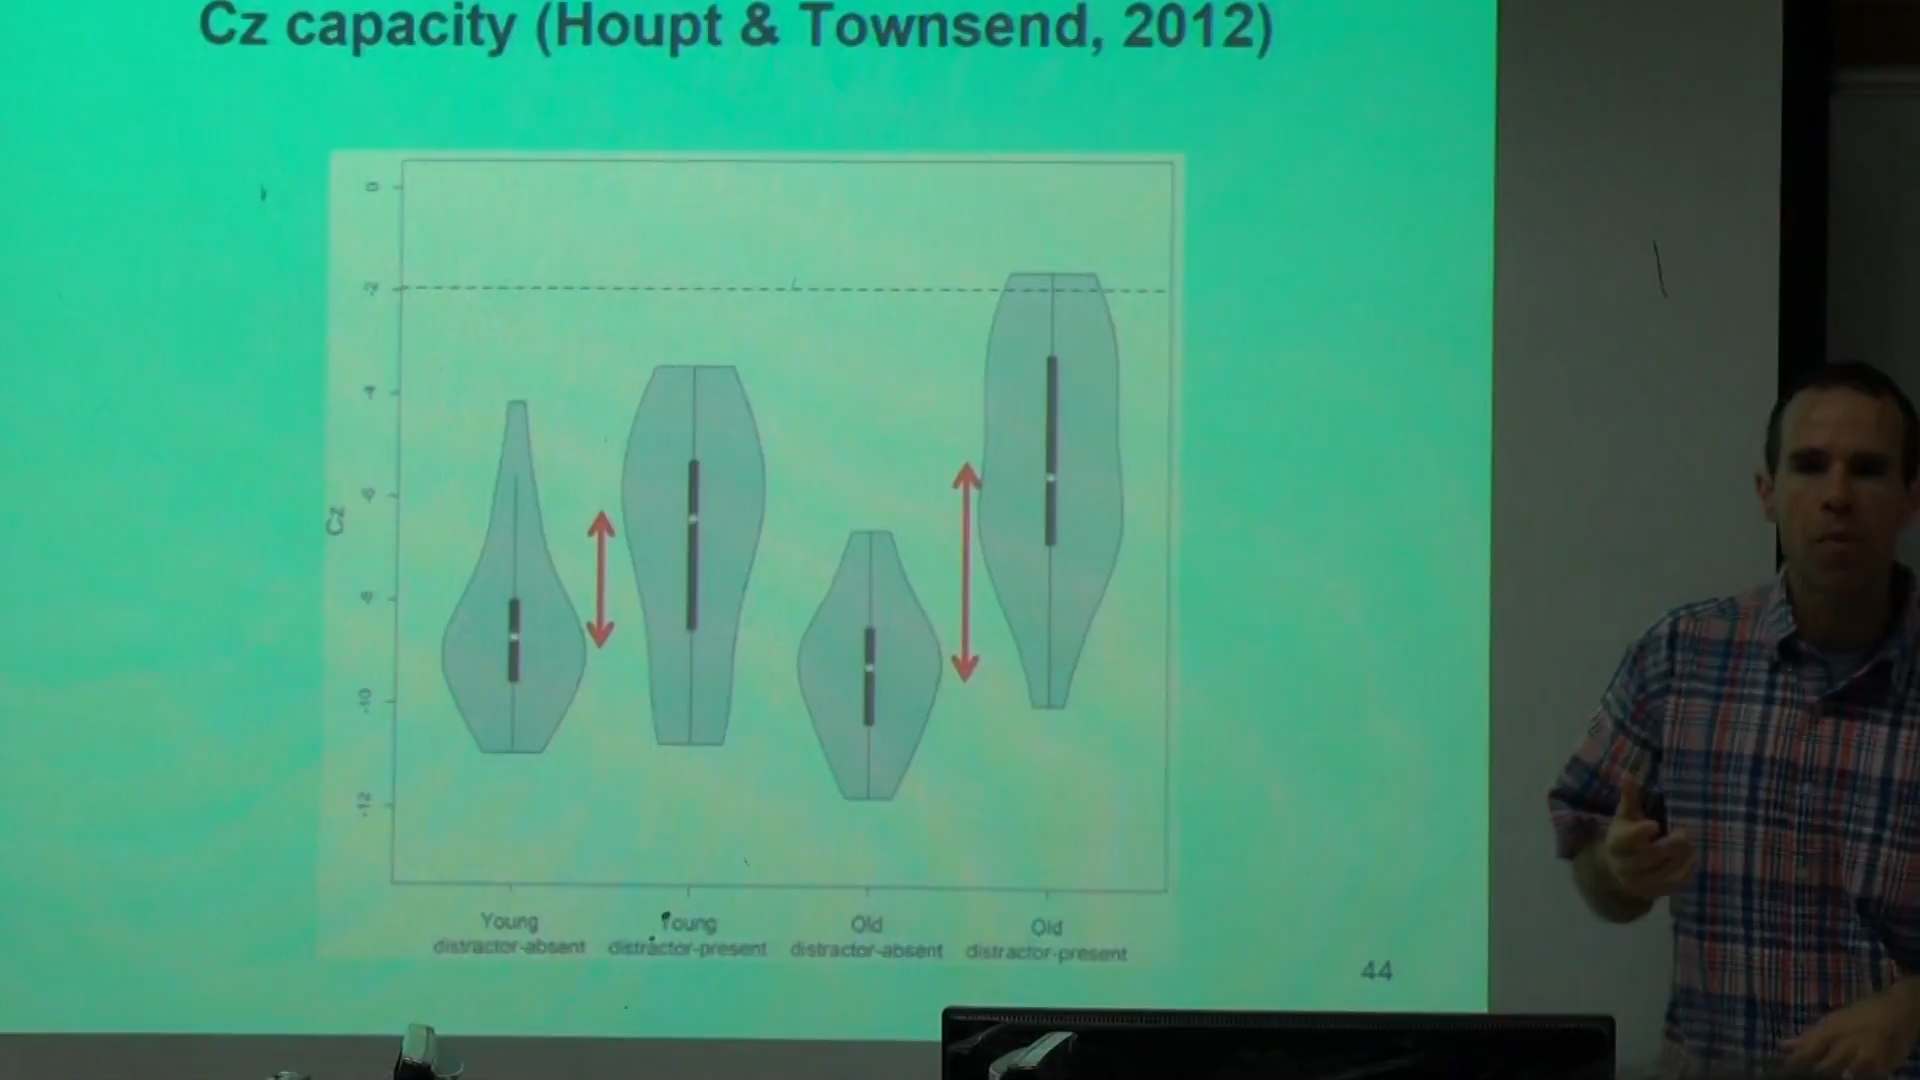 Cz capacity (Houpt & Townsend, 2012)
0
-2
-4
-6
-8
-10
-12
Cz
Young
distractor-absent
Young
distractor-present
Old
distractor-absent
Old
distractor-present
44